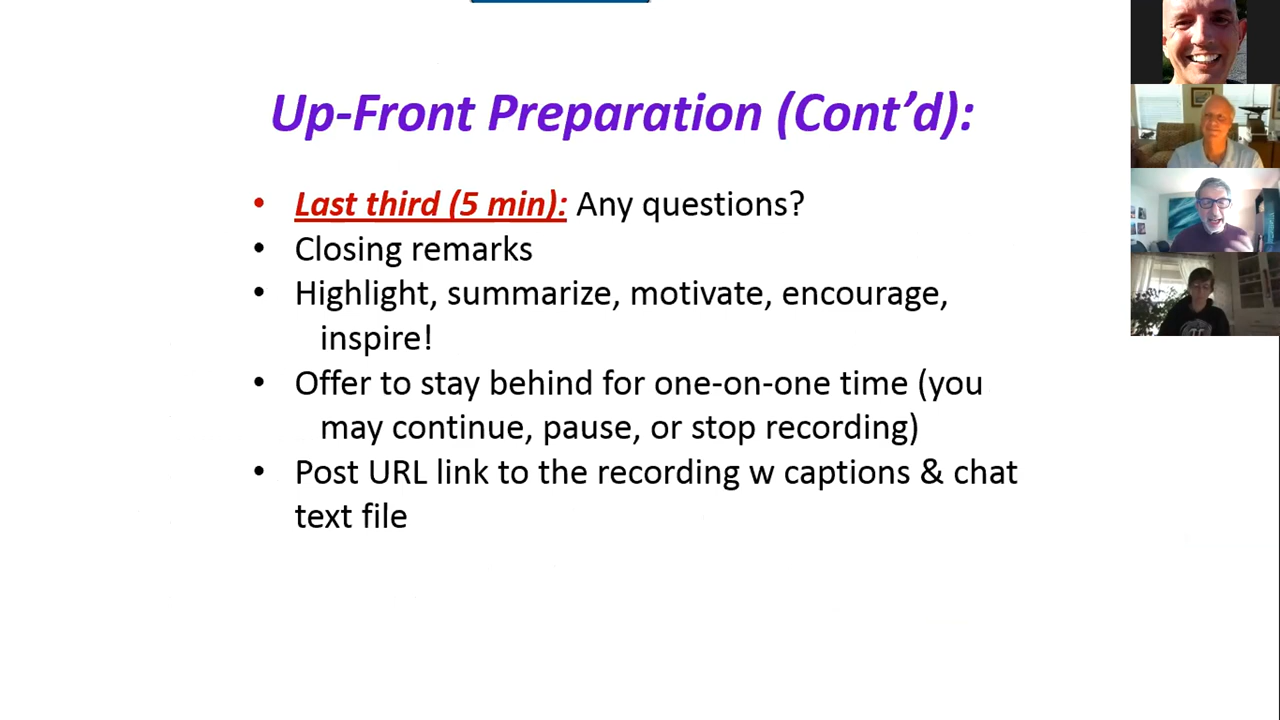 Up-Front Preparation (Cont’d):
• Last third (5 min): Any questions?
• Closing remarks
• Highlight, summarize, motivate, encourage,
inspire!
• Offer to stay behind for one-on-one time (you
may continue, pause, or stop recording)
• Post URL link to the recording w captions & chat
text file